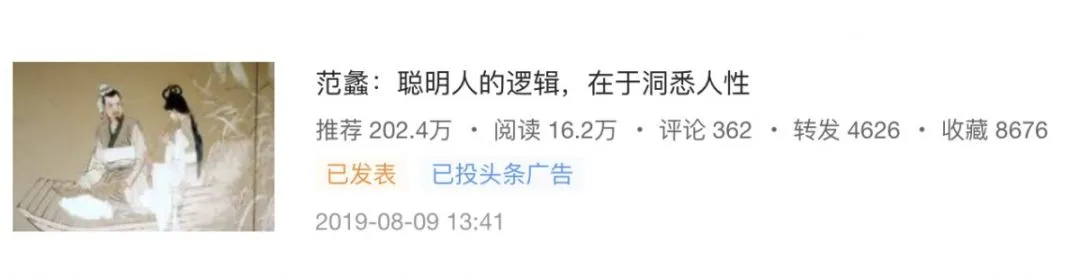 范蠡：聪明人的逻辑，在于洞悉人性
推荐 202.4万 · 阅读 16.2万 · 评论 362 · 转发 4626 · 收藏 8676
已发表 已投头条广告
2019-08-09 13:41